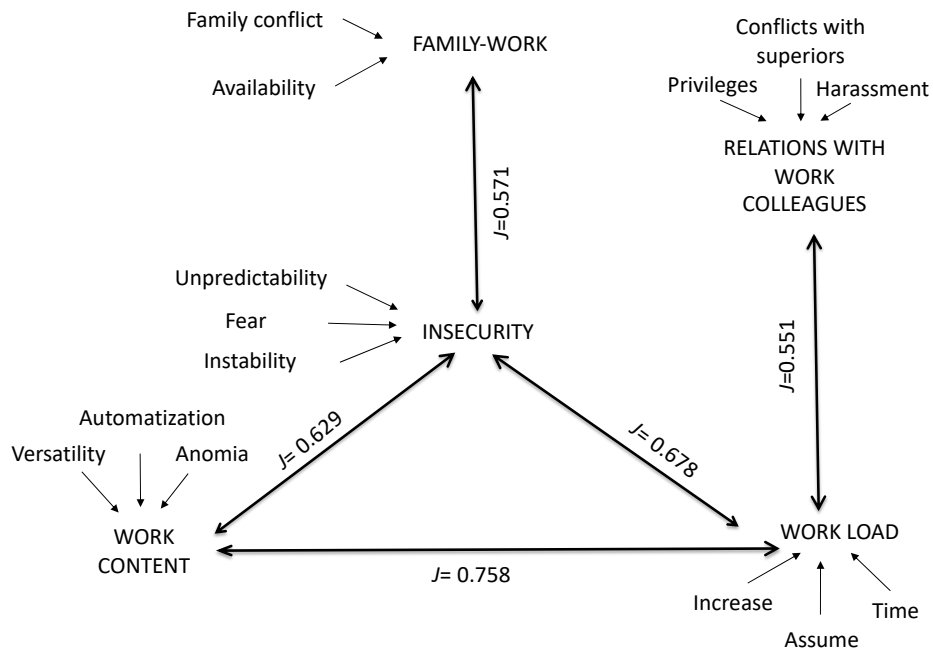 Family conflict
FAMILY-WORK
Availability
Conflicts with
superiors
Privileges
Harassment
RELATIONS WITH
WORK
COLLEAGUES
J=0.571
Unpredictability
Fear
INSECURITY
Instability
J=0.551
J= 0.629
J= 0.678
Automatization
Versatility
Anomia
WORK
CONTENT
WORK LOAD
J= 0.758
Increase
Time
Assume